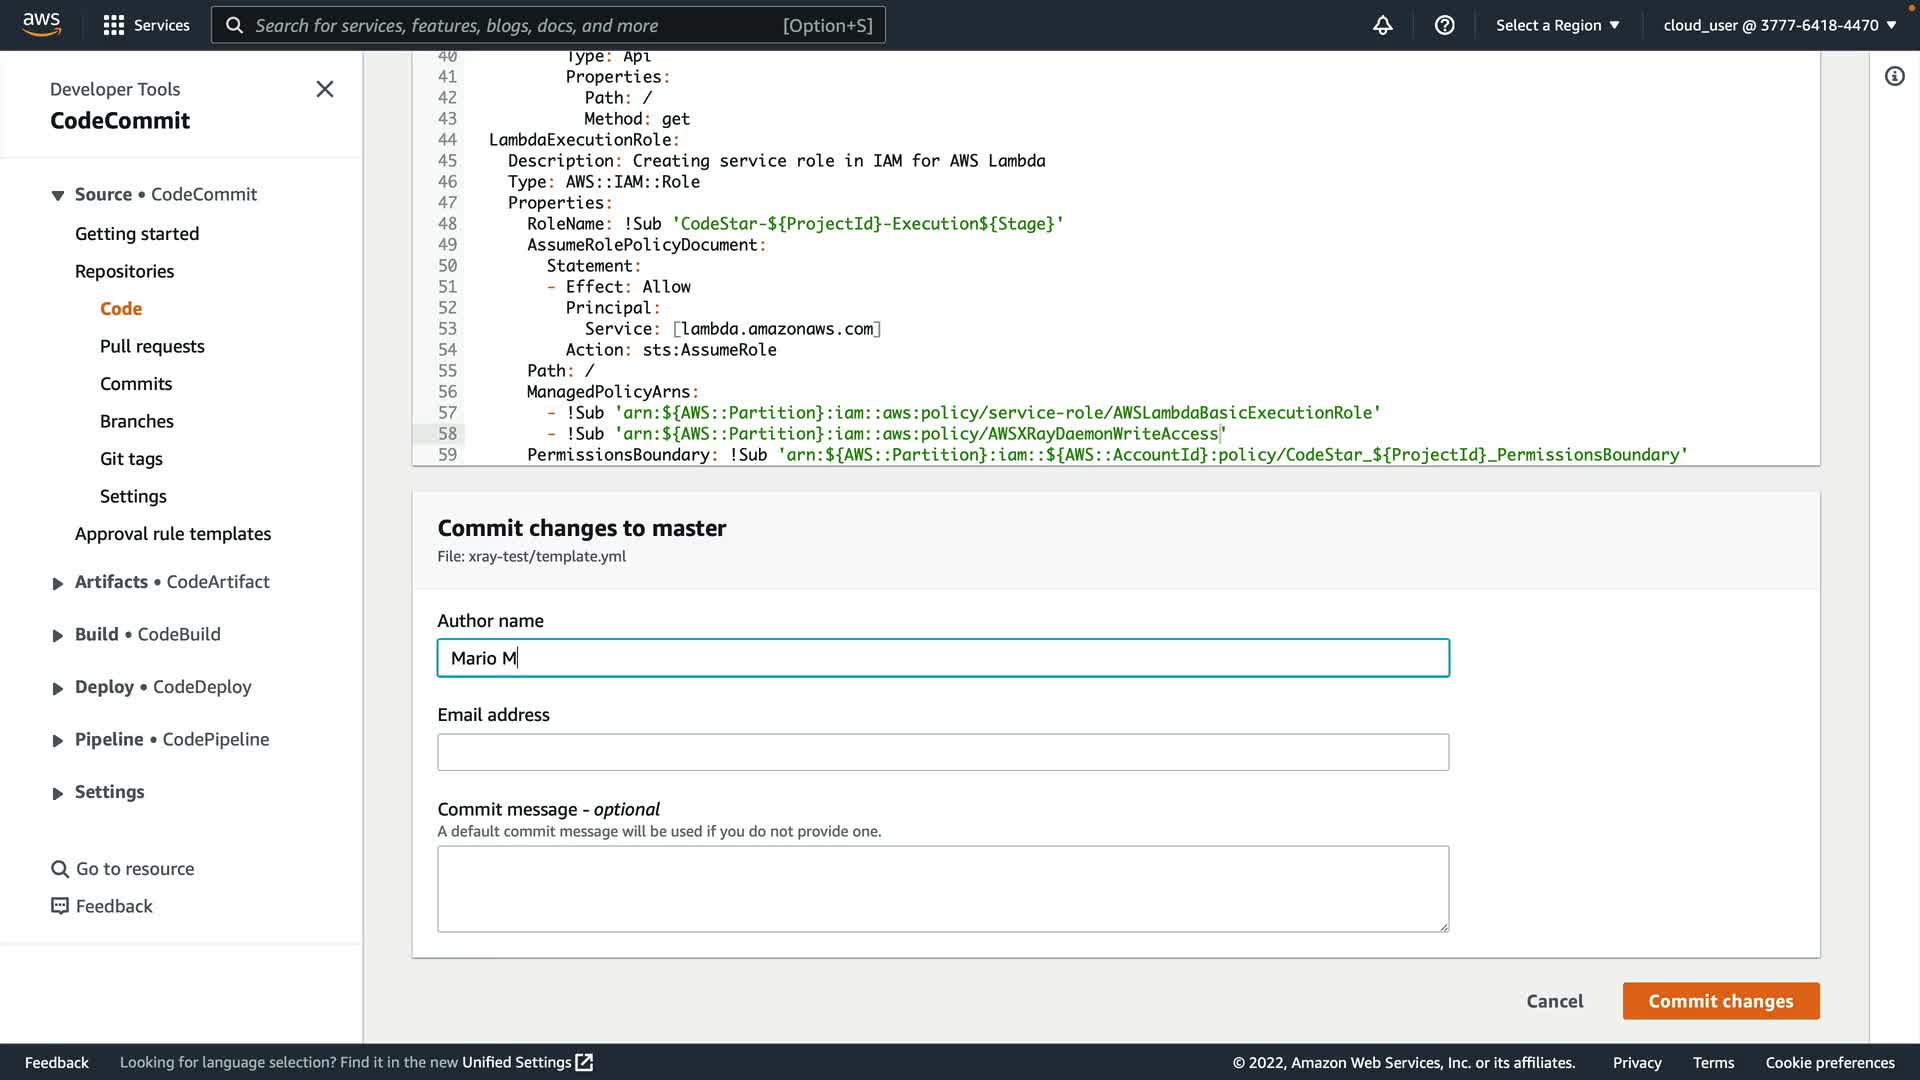 aws
Services
Search for services, features, blogs, docs, and more [Option+S]
Select a Region ▼
cloud_user @ 3777-6418-4470 ▼
Developer Tools
CodeCommit
Source • CodeCommit
Getting started
Repositories
Code
Pull requests
Commits
Branches
Git tags
Settings
Approval rule templates
Artifacts • CodeArtifact
Build • CodeBuild
Deploy • CodeDeploy
Pipeline • CodePipeline
Settings
Go to resource
Feedback
40 Type: Api
41 Properties:
42 Path: /
43 Method: get
44 LambdaExecutionRole:
45 Description: Creating service role in IAM for AWS Lambda
46 Type: AWS::IAM::Role
47 Properties:
48 RoleName: !Sub 'CodeStar-${ProjectId}-Execution${Stage}'
49 AssumeRolePolicyDocument:
50 Statement:
51 - Effect: Allow
52 Principal:
53 Service: [lambda.amazonaws.com]
54 Action: sts:AssumeRole
55 Path: /
56 ManagedPolicyArns:
57 - !Sub 'arn:${AWS::Partition}:iam::aws:policy/service-role/AWSLambdaBasicExecutionRole'
58 - !Sub 'arn:${AWS::Partition}:iam::aws:policy/AWSXRayDaemonWriteAccess'
59 PermissionsBoundary: !Sub 'arn:${AWS::Partition}:iam::${AWS::AccountId}:policy/CodeStar_${ProjectId}_PermissionsBoundary'
Commit changes to master
File: xray-test/template.yml
Author name
Mario M
Email address
Commit message - optional
A default commit message will be used if you do not provide one.
Cancel
Commit changes
Feedback
Looking for language selection? Find it in the new Unified Settings
© 2022, Amazon Web Services, Inc. or its affiliates.
Privacy
Terms
Cookie preferences